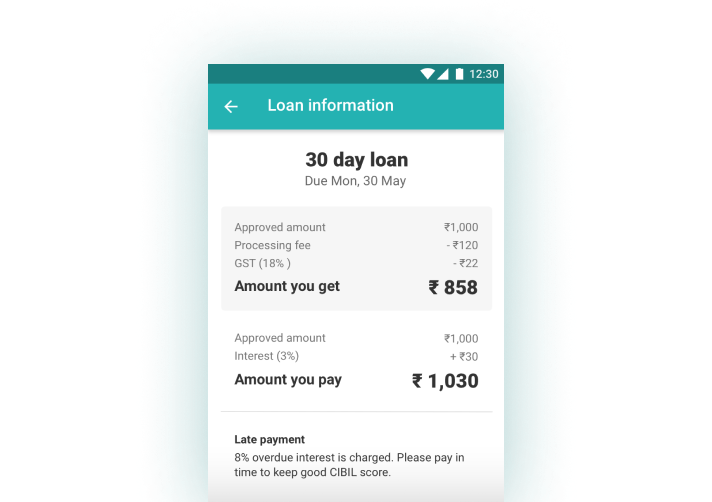 12:30
Loan information
30 day loan
Due Mon, 30 May
Approved amount ₹1,000
Processing fee - ₹120
GST (18% ) - ₹22
Amount you get ₹ 858
Approved amount ₹1,000
Interest (3%) + ₹30
Amount you pay ₹ 1,030
Late payment
8% overdue interest is charged. Please pay in
time to keep good CIBIL score.